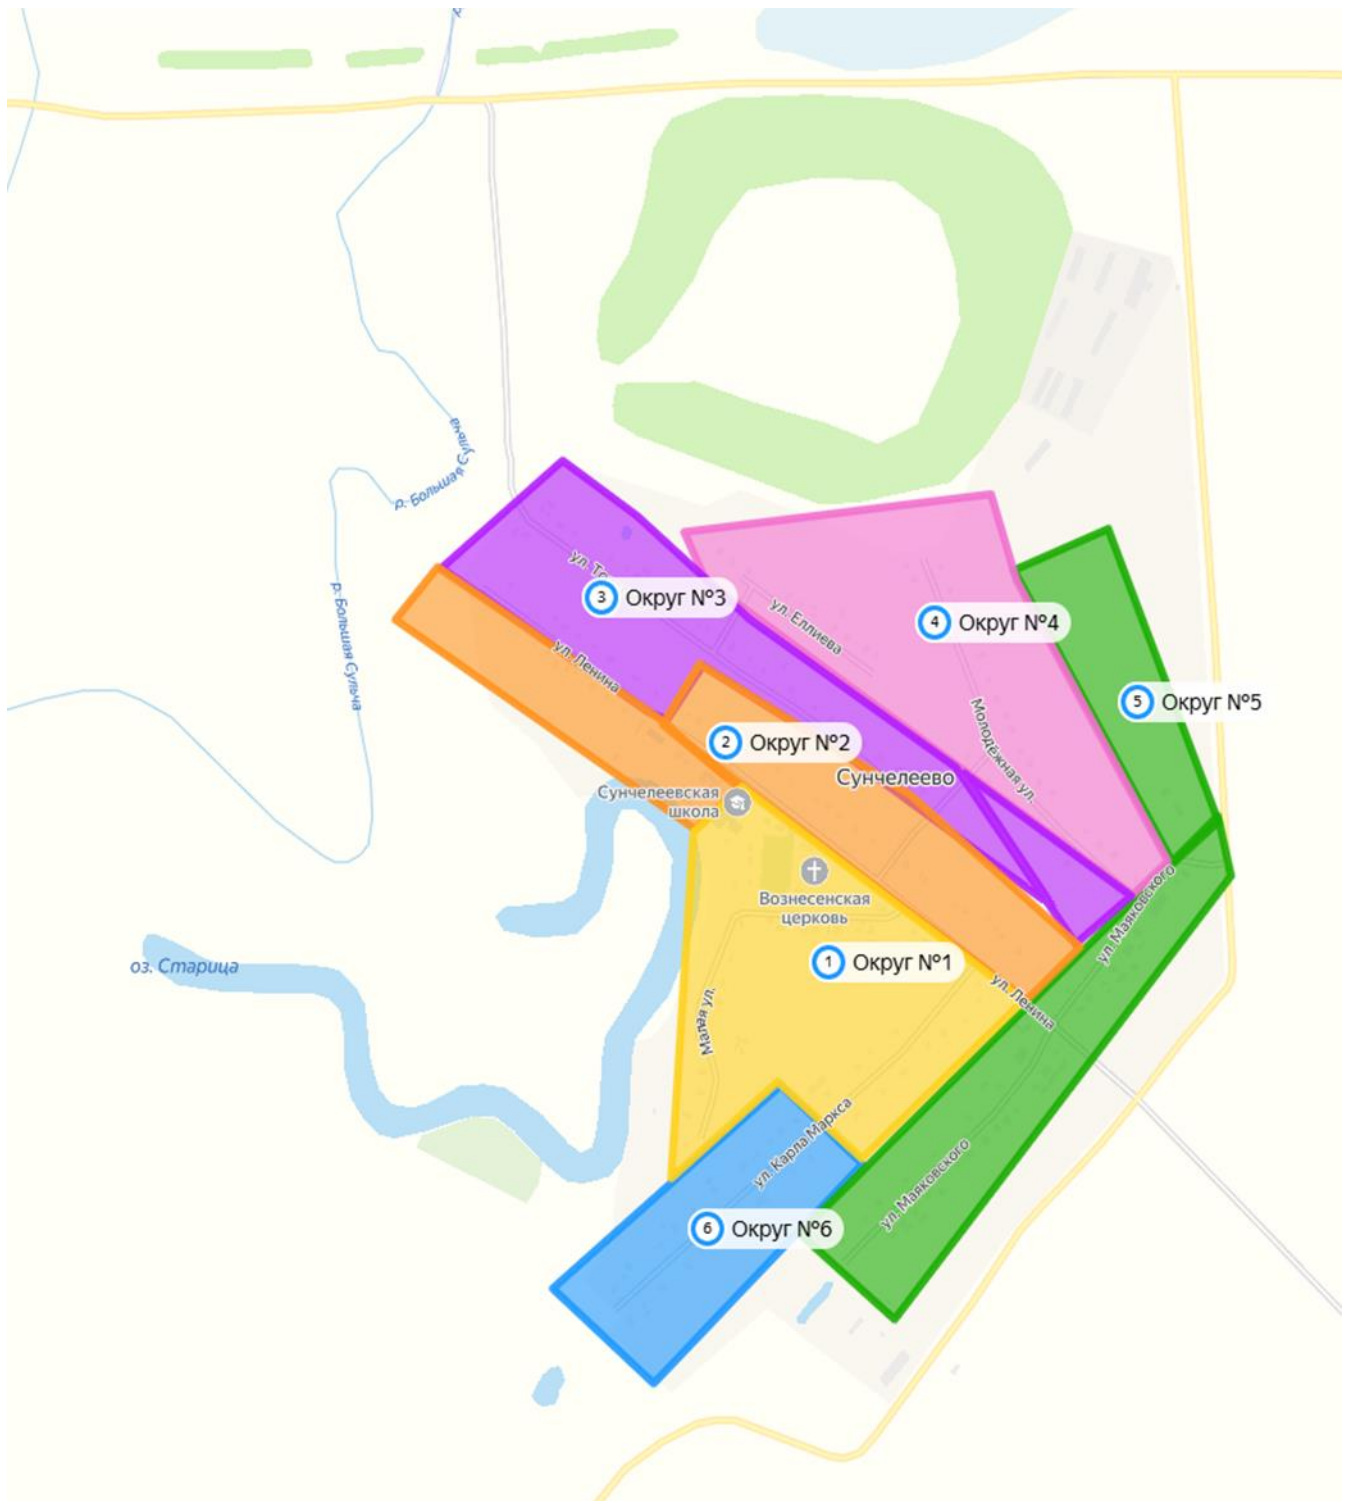 р. Большая Сульча
р. Большая Сульча
ул. То
3 Округ №3
ул. Еллиева
4 Округ №4
ул. Ленина
5 Округ №5
Молодёжная ул.
2 Округ №2
Сунчелеево
Сунчелеевская
школа
Вознесенская
церковь
ул. Маяковского
оз. Старица
1 Округ №1
ул. Ленина
Малая ул.
ул. Карла Маркса
ул. Маяковского
6 Округ №6